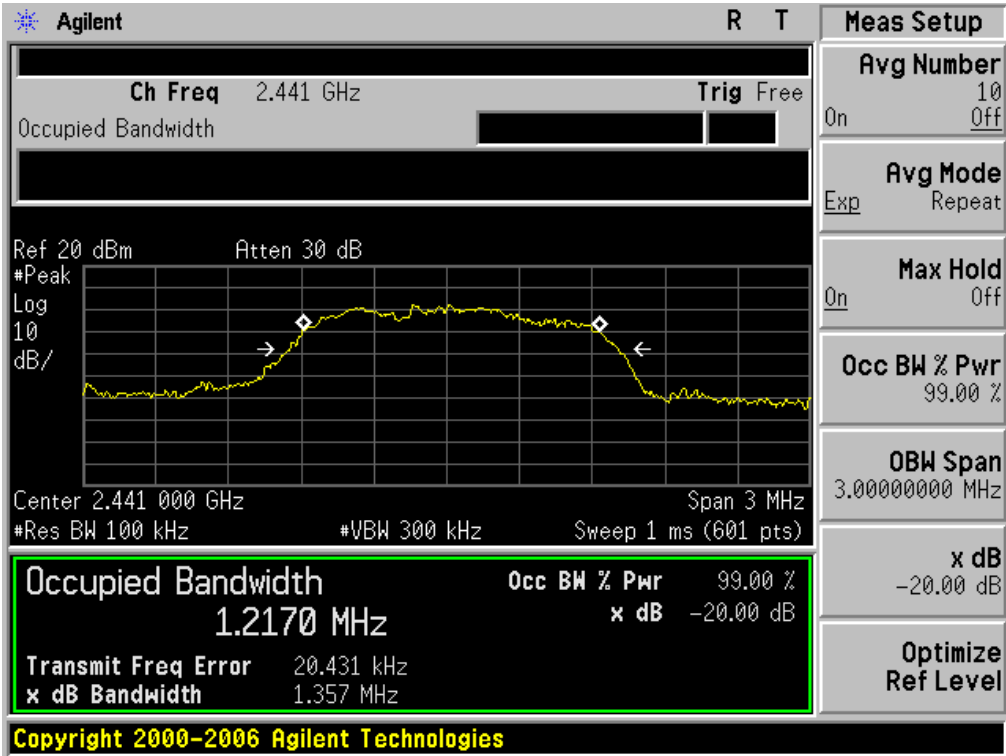 Agilent R T
Ch Freq 2.441 GHz Trig Free
Occupied Bandwidth
Ref 20 dBm Atten 30 dB
#Peak
Log
10
dB/
Center 2.441 000 GHz Span 3 MHz
#Res BW 100 kHz #VBW 300 kHz Sweep 1 ms (601 pts)
Occupied Bandwidth
1.2170 MHz
Occ BW % Pwr 99.00 %
x dB -20.00 dB
Transmit Freq Error 20.431 kHz
x dB Bandwidth 1.357 MHz
Copyright 2000-2006 Agilent Technologies
Meas Setup
Avg Number
10
On Off
Avg Mode
Exp Repeat
Max Hold
On Off
Occ BW % Pwr
99.00 %
OBW Span
3.00000000 MHz
x dB
-20.00 dB
Optimize
Ref Level